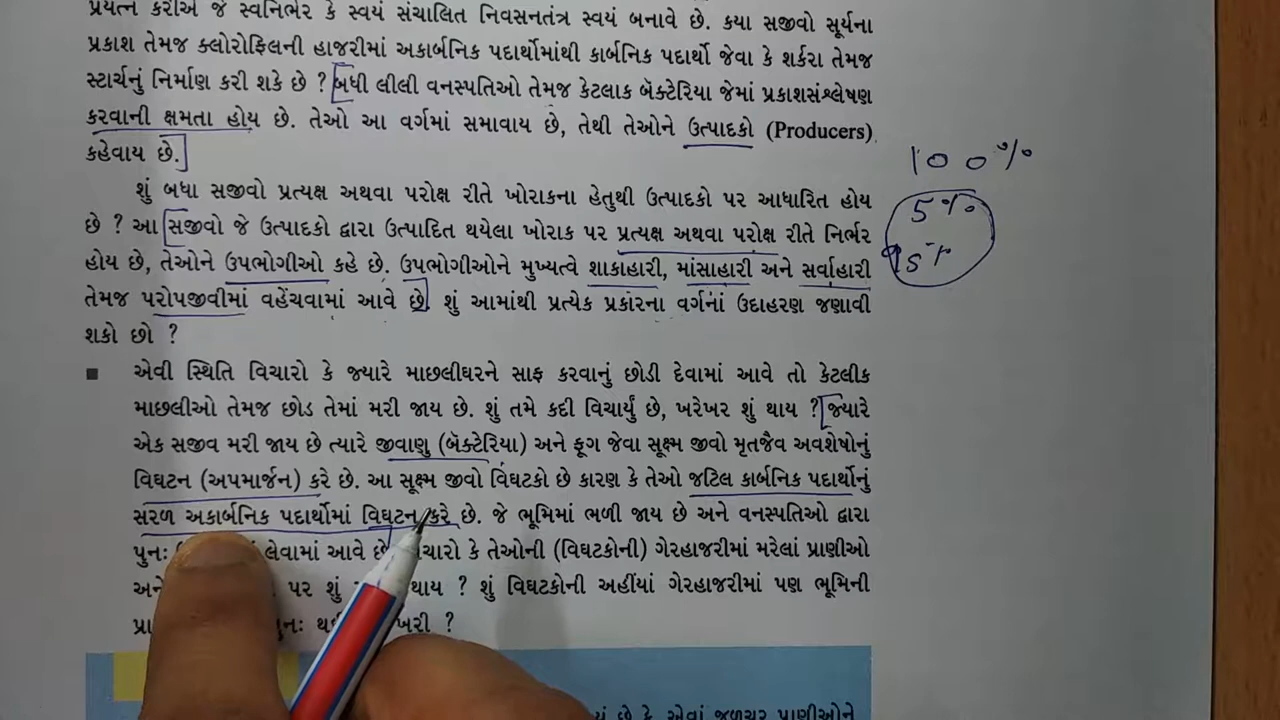 પ્રયત્ન કરીએ જે સ્વનિર્ભર કે સ્વયં સંચાલિત નિવસનતંત્ર સ્વયં બનાવે છે. કયા સજીવો સૂર્યના
પ્રકાશ તેમજ ક્લોરોફિલની હાજરીમાં અકાર્બનિક પદાર્થોમાંથી કાર્બનિક પદાર્થો જેવા કે શર્કરા તેમજ
સ્ટાર્ચનું નિર્માણ કરી શકે છે ? બધી લીલી વનસ્પતિઓ તેમજ કેટલાક બૅક્ટેરિયા જેમાં પ્રકાશસંશ્લેષણ
કરવાની ક્ષમતા હોય છે. તેઓ આ વર્ગમાં સમાવાય છે, તેથી તેઓને ઉત્પાદકો (Producers)
કહેવાય છે.
100%
શું બધા સજીવો પ્રત્યક્ષ અથવા પરોક્ષ રીતે ખોરાકના હેતુથી ઉત્પાદકો પર આધારિત હોય
5%
છે ? આ સજીવો જે ઉત્પાદકો દ્વારા ઉત્પાદિત થયેલા ખોરાક પર પ્રત્યક્ષ અથવા પરોક્ષ રીતે નિર્ભર
હોય છે, તેઓને ઉપભોગીઓ કહે છે. ઉપભોગીઓને મુખ્યત્વે શાકાહારી, માંસાહારી અને સર્વાહારી
તેમજ પરોપજીવીમાં વહેંચવામાં આવે છે. શું આમાંથી પ્રત્યેક પ્રકારના વર્ગનાં ઉદાહરણ જણાવી
શકો છો ?
એવી સ્થિતિ વિચારો કે જ્યારે માછલીઘરને સાફ કરવાનું છોડી દેવામાં આવે તો કેટલીક
માછલીઓ તેમજ છોડ તેમાં મરી જાય છે. શું તમે કદી વિચાર્યું છે, ખરેખર શું થાય ? જ્યારે
એક સજીવ મરી જાય છે ત્યારે જીવાણુ (બૅક્ટેરિયા) અને ફૂગ જેવા સૂક્ષ્મ જીવો મૃતજૈવ અવશેષોનું
વિઘટન (અપમાર્જન) કરે છે. આ સૂક્ષ્મ જીવો વિઘટકો છે કારણ કે તેઓ જટિલ કાર્બનિક પદાર્થોનું
સરળ અકાર્બનિક પદાર્થોમાં વિઘટન કરે છે. જે ભૂમિમાં ભળી જાય છે અને વનસ્પતિઓ દ્વારા
પુનઃ લેવામાં આવે છે કે તેઓની (વિઘટકોની) ગેરહાજરીમાં મરેલાં પ્રાણીઓ
પર શું થાય ? શું વિઘટકોની અહીંયાં ગેરહાજરીમાં પણ ભૂમિની
ખરી ?
છે કે એવાં જળચર પ્રાણીઓને